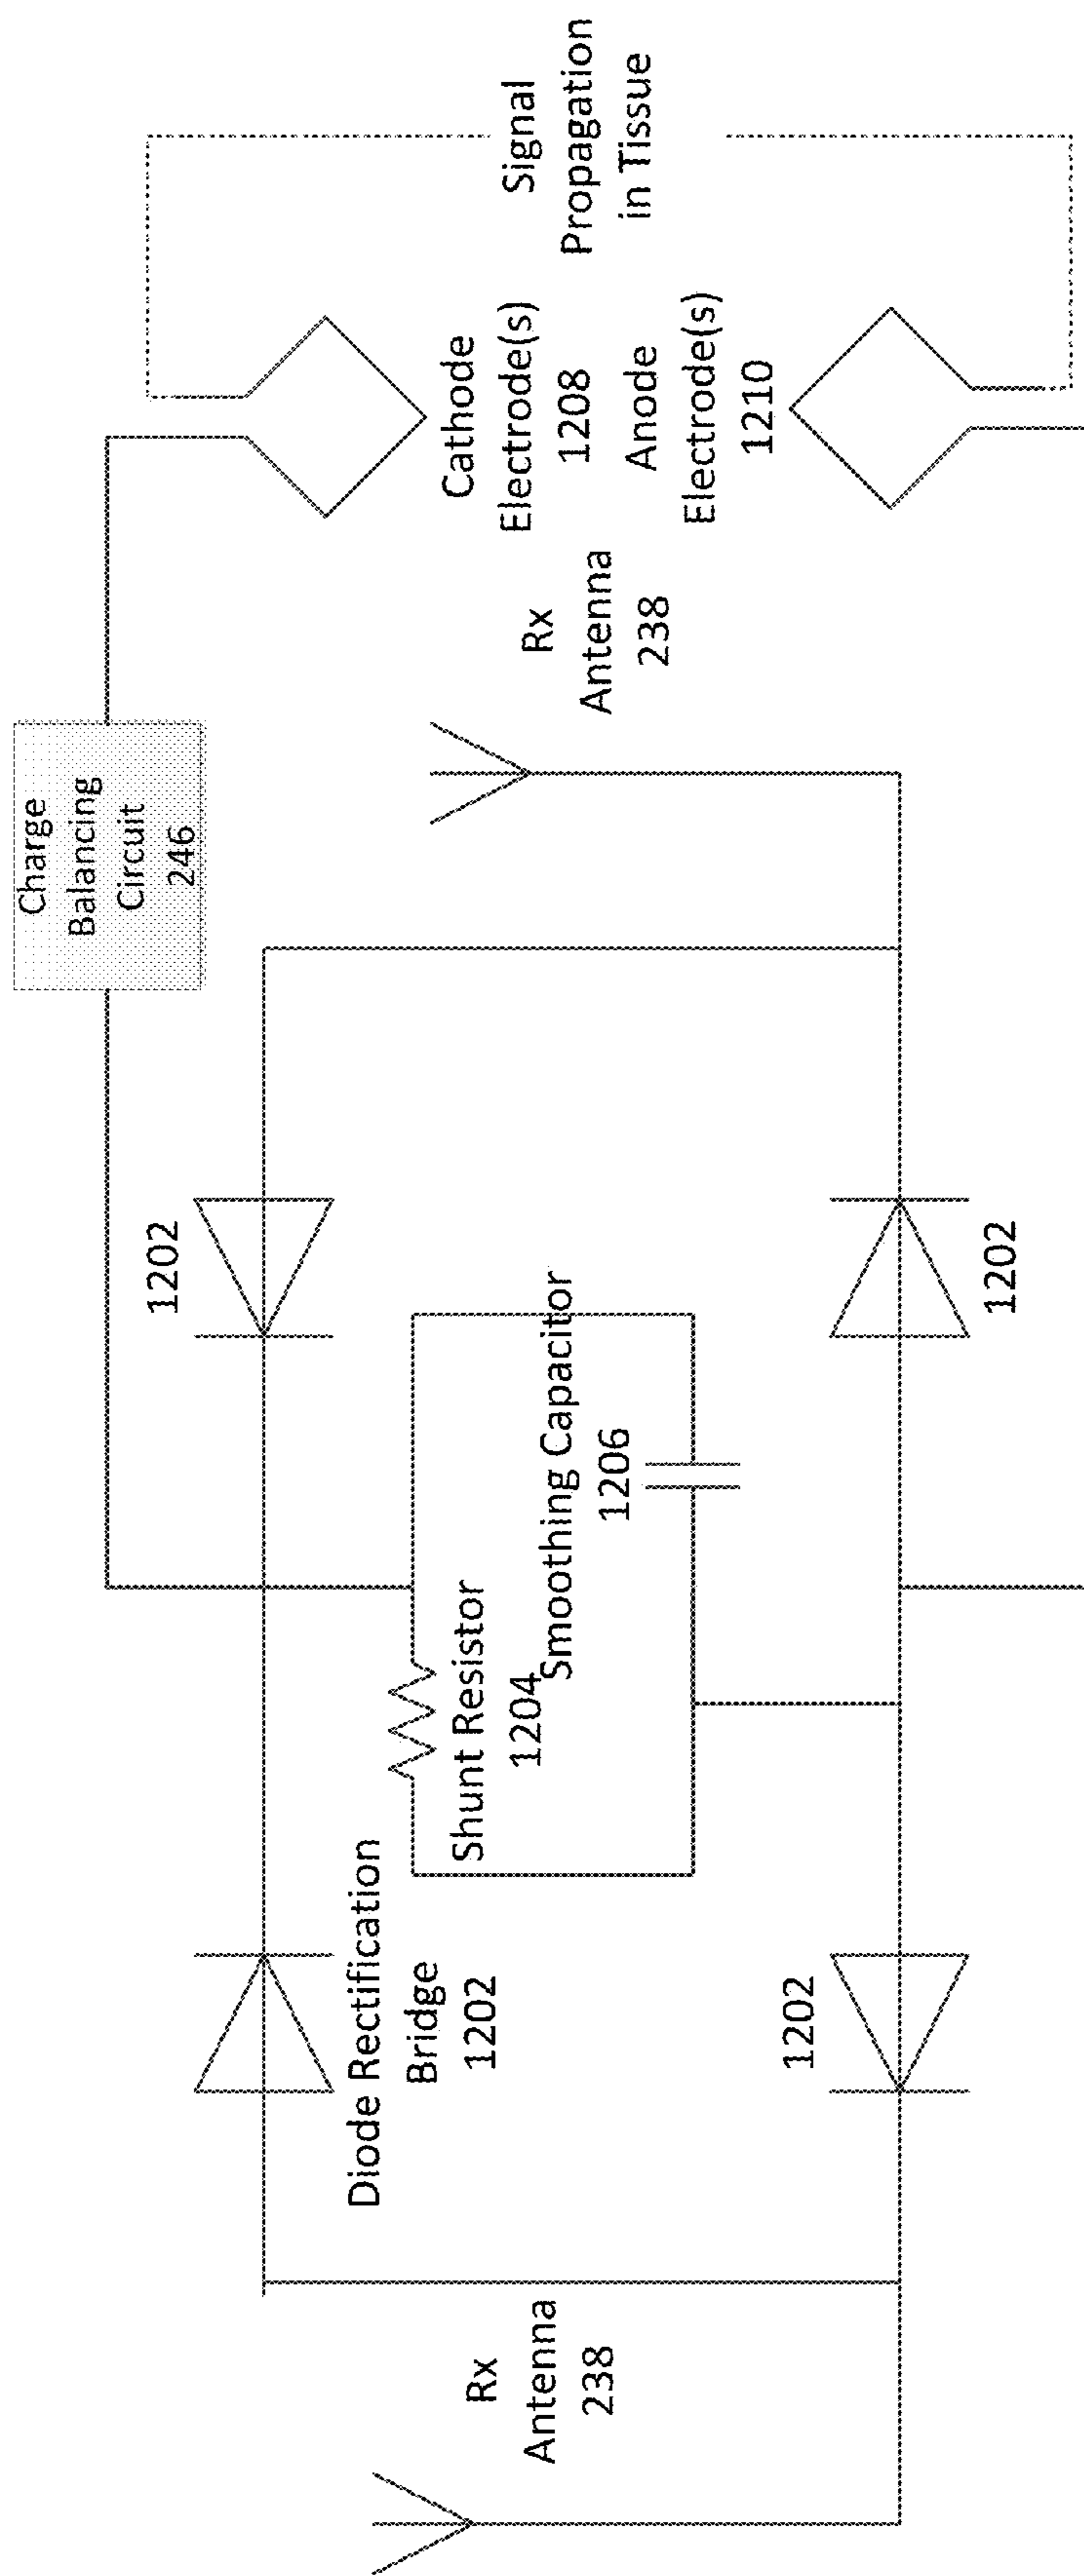 Charge
Balancing
Circuit
246
Signal
Propagation
in Tissue
Cathode
Electrode(s)
1208
Anode
Electrode(s)
1210
Rx
Antenna
238
1202
1202
Smoothing Capacitor
1206
Shunt Resistor
1204
Diode Rectification
Bridge
1202
1202
Rx
Antenna
238